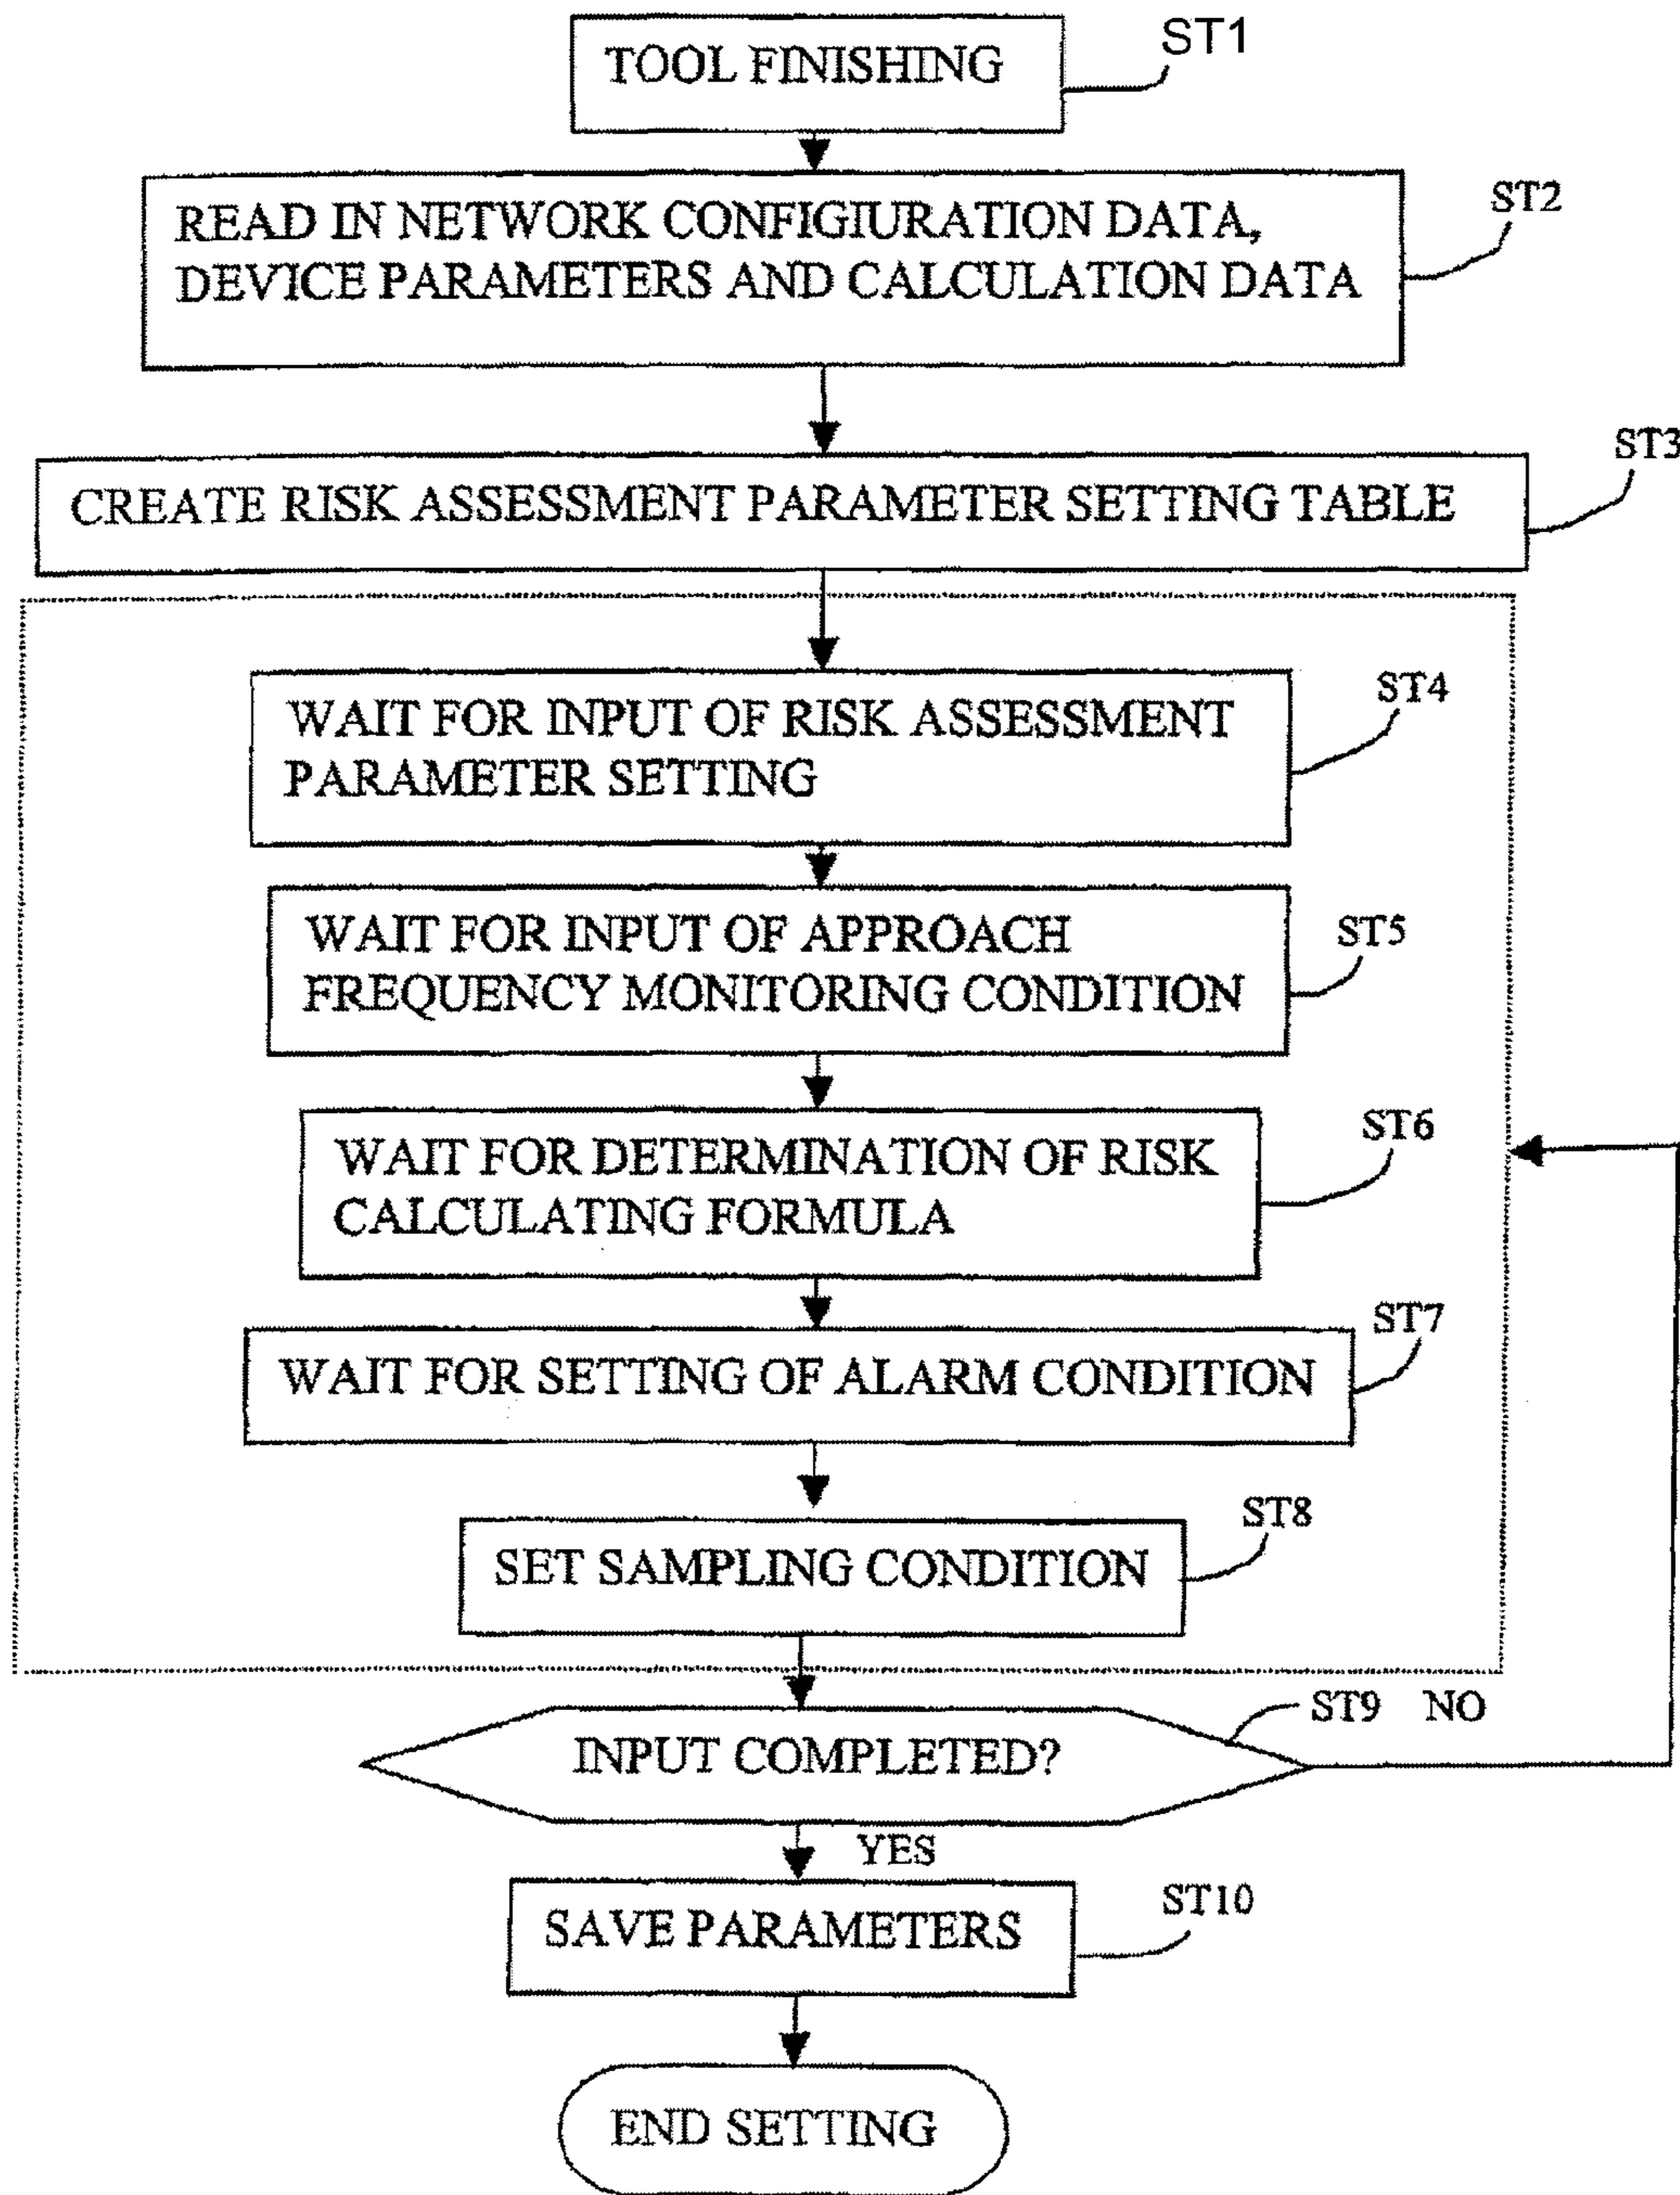 TOOL FINISHING
ST1
READ IN NETWORK CONFIGIURATION DATA,
DEVICE PARAMETERS AND CALCULATION DATA
ST2
CREATE RISK ASSESSMENT PARAMETER SETTING TABLE
ST3
WAIT FOR INPUT OF RISK ASSESSMENT
PARAMETER SETTING
ST4
WAIT FOR INPUT OF APPROACH
FREQUENCY MONITORING CONDITION
ST5
WAIT FOR DETERMINATION OF RISK
CALCULATING FORMULA
ST6
WAIT FOR SETTING OF ALARM CONDITION
ST7
SET SAMPLING CONDITION
ST8
INPUT COMPLETED?
ST9 NO
YES
SAVE PARAMETERS
ST10
END SETTING